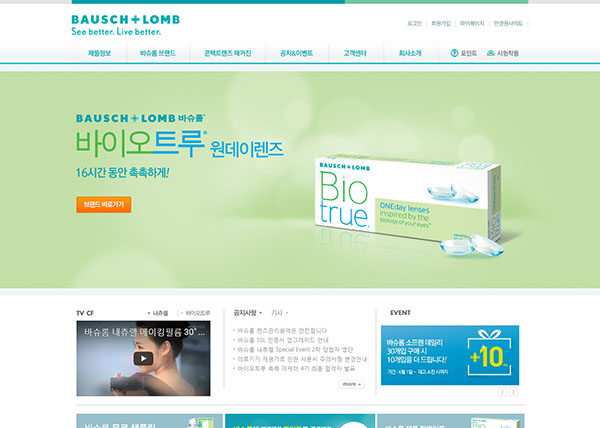 BAUSCH+LOMB
See better. Live better.
로그인 회원가입 마이페이지 안경원사이트
제품정보 바슈롬 브랜드 콘택트렌즈 매거진 공지&이벤트 고객센터 회사소개 포인트 시험착용
BAUSCH + LOMB 바슈롬
바이오트루® 원데이렌즈
16시간 동안 촉촉하게!
브랜드 바로가기
BAUSCH + LOMB
Bio
true®
ONEday lenses
inspired by the
biology of your eyes™
TV CF 내츄렐 바이오트루
바슈롬 내츄렐 메이킹필름 30"...
공지사항 기사
바슈롬 렌즈관리용액은 안전합니다
바슈롬 SSL 인증서 업그레이드 안내
바슈롬 내츄렐 Special Event 2차 당첨자 명단
의료기기 재평가로 인한 사용시 주의사항 변경안내
바이오트루 촉촉 마케터 4기 최종 합격자 발표
more
EVENT
바슈롬 소프렌 데일리
30개입 구매 시
10개입을 더 드립니다!
기간: 4월 1일 ~ 재고 소진 시까지
+10